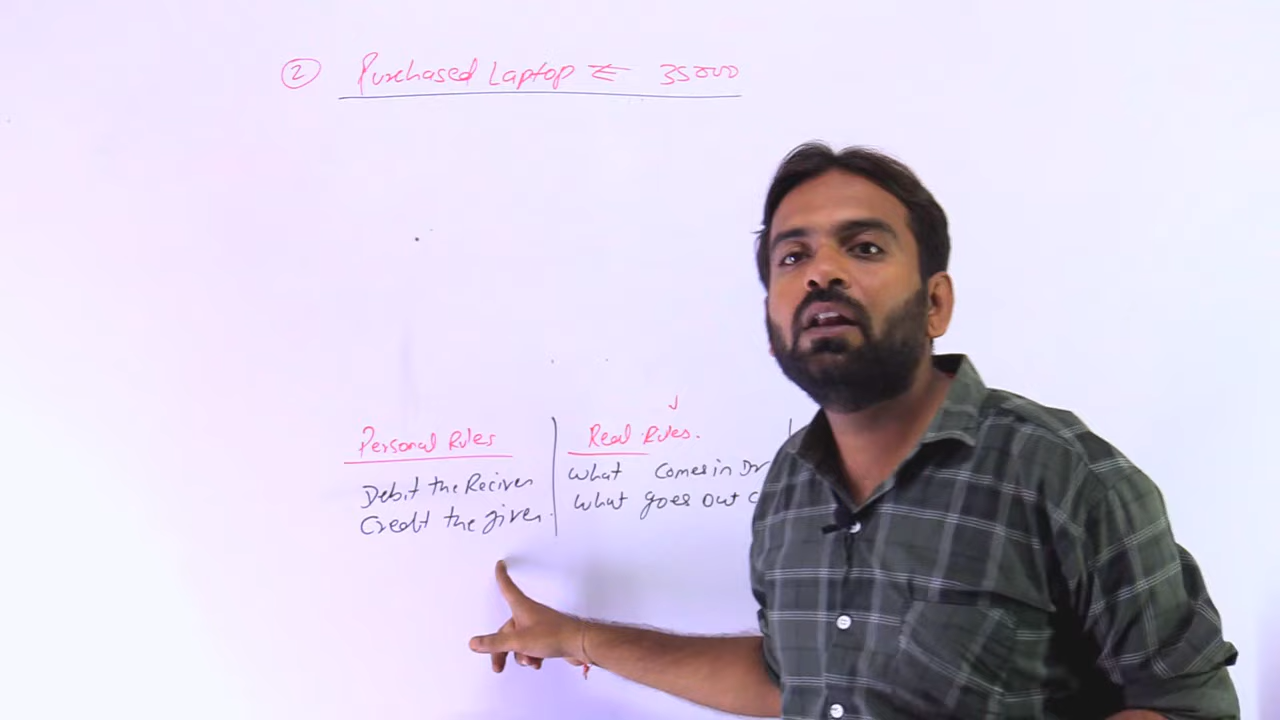 2 Purchased Laptop ₹ 35000
Personal Rules
Debit the Reciver
Credit the giver.
Real Rules.
What Comes in Dr
What goes out C